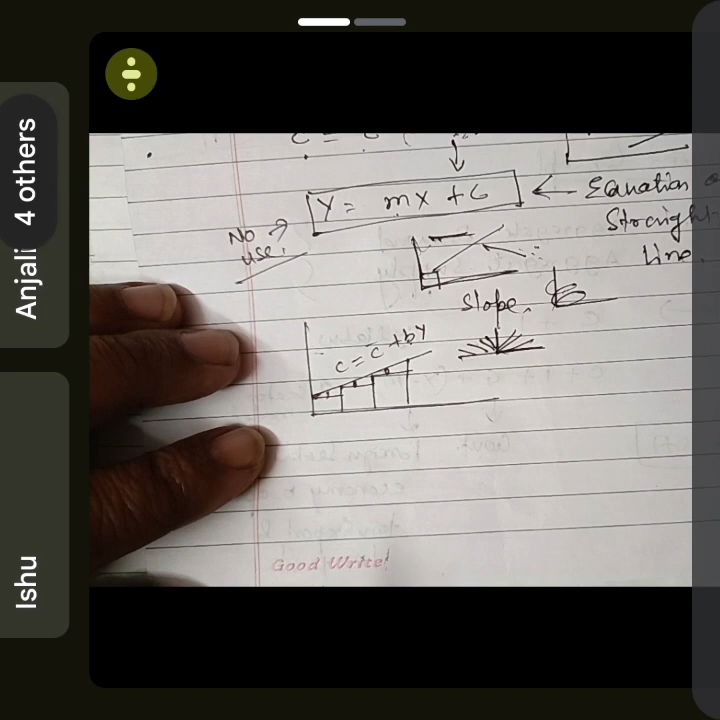 Anjali 4 others
Ishu
Y = mx + c ← Equation
Straight
Line.
No
use?
Slope.
C = C + bY
Good Write!